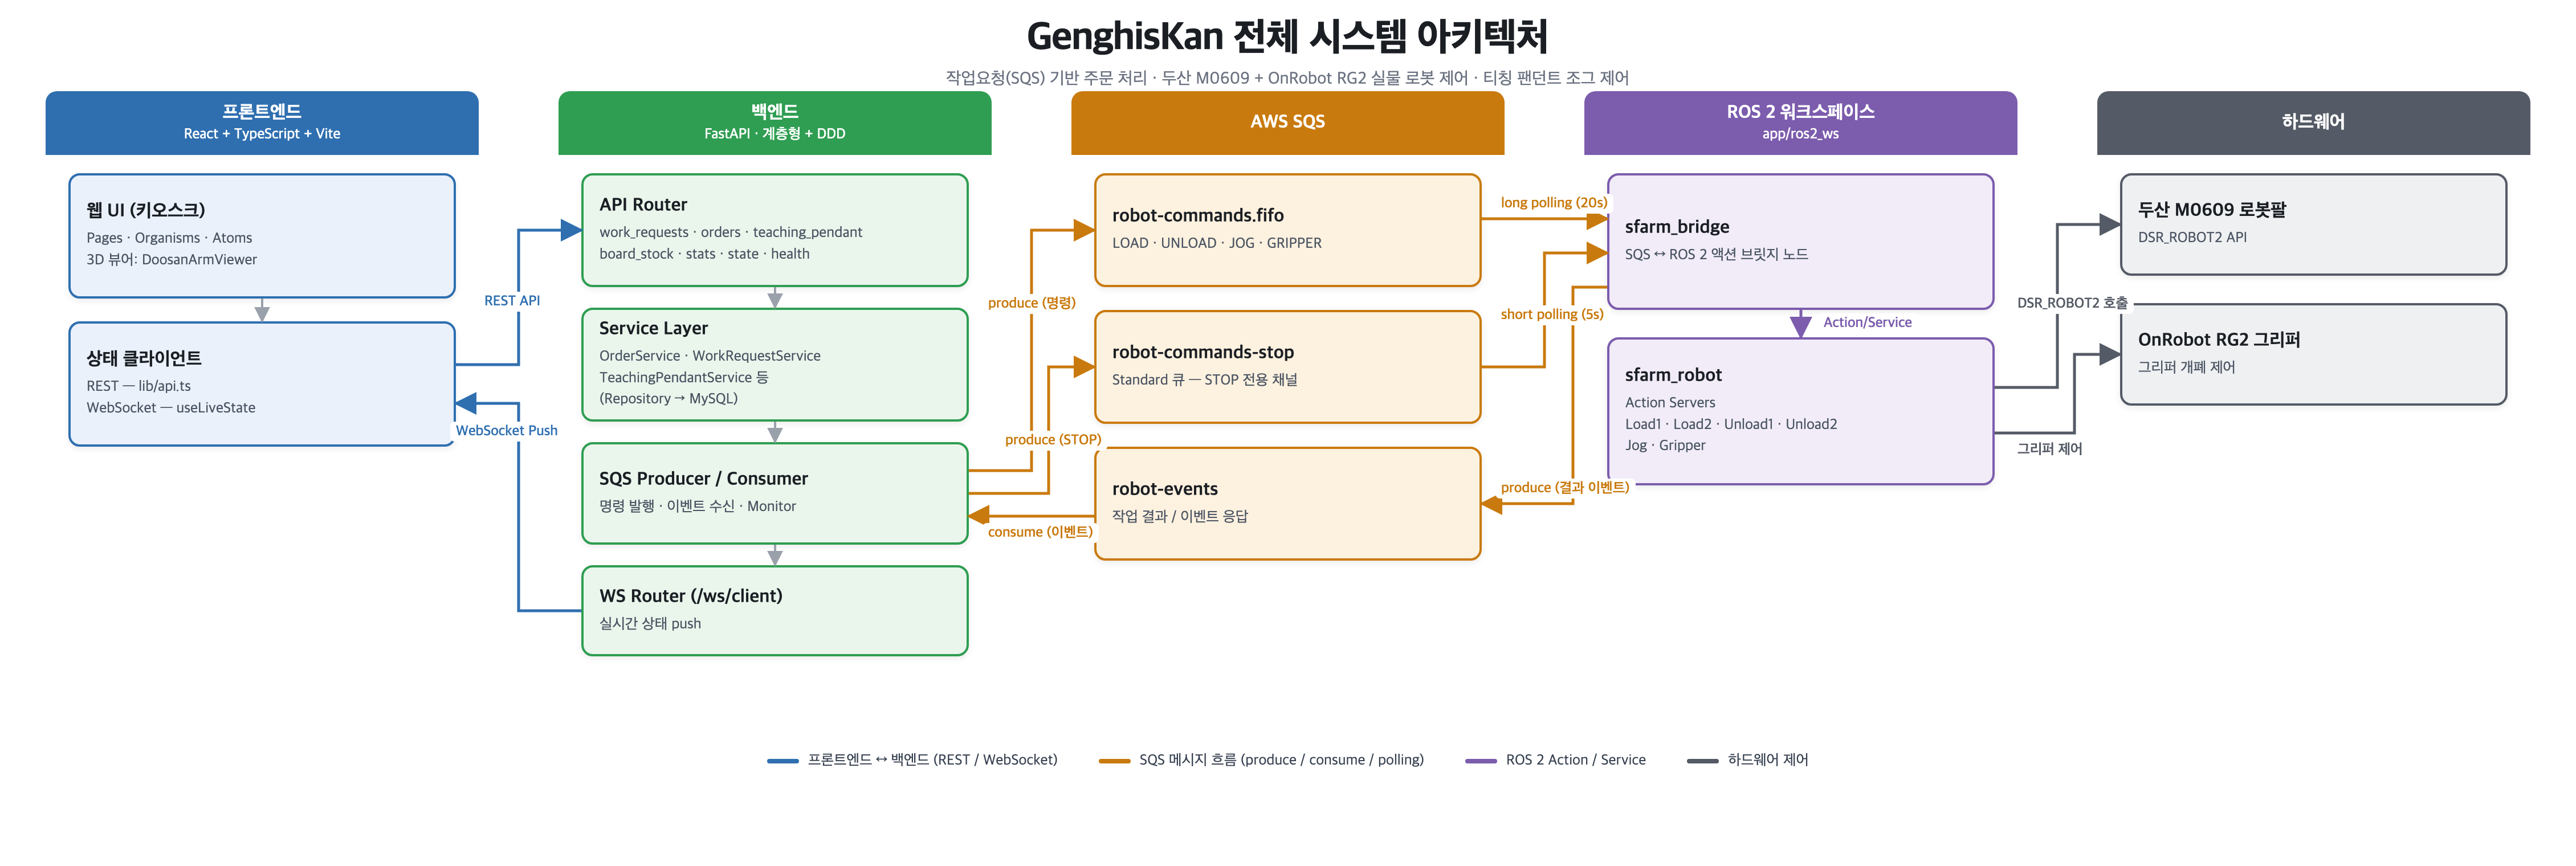 GenghisKan 전체 시스템 아키텍처
작업요청(SQS) 기반 주문 처리 · 두산 M0609 + OnRobot RG2 실물 로봇 제어 · 티칭 팬던트 조그 제어
프론트엔드
React + TypeScript + Vite
웹 UI (키오스크)
Pages · Organisms · Atoms
3D 뷰어: DoosanArmViewer
상태 클라이언트
REST — lib/api.ts
WebSocket — useLiveState
REST API
WebSocket Push
백엔드
FastAPI · 계층형 + DDD
API Router
work_requests · orders · teaching_pendant
board_stock · stats · state · health
Service Layer
OrderService · WorkRequestService
TeachingPendantService 등
(Repository → MySQL)
SQS Producer / Consumer
명령 발행 · 이벤트 수신 · Monitor
WS Router (/ws/client)
실시간 상태 push
produce (명령)
produce (STOP)
consume (이벤트)
AWS SQS
robot-commands.fifo
LOAD · UNLOAD · JOG · GRIPPER
robot-commands-stop
Standard 큐 — STOP 전용 채널
robot-events
작업 결과 / 이벤트 응답
long polling (20s)
short polling (5s)
produce (결과 이벤트)
ROS 2 워크스페이스
app/ros2_ws
sfarm_bridge
SQS ↔ ROS 2 액션 브릿지 노드
Action/Service
sfarm_robot
Action Servers
Load1 · Load2 · Unload1 · Unload2
Jog · Gripper
DSR_ROBOT2 호출
그리퍼 제어
하드웨어
두산 M0609 로봇팔
DSR_ROBOT2 API
OnRobot RG2 그리퍼
그리퍼 개폐 제어
프론트엔드 ↔ 백엔드 (REST / WebSocket)
SQS 메시지 흐름 (produce / consume / polling)
ROS 2 Action / Service
하드웨어 제어